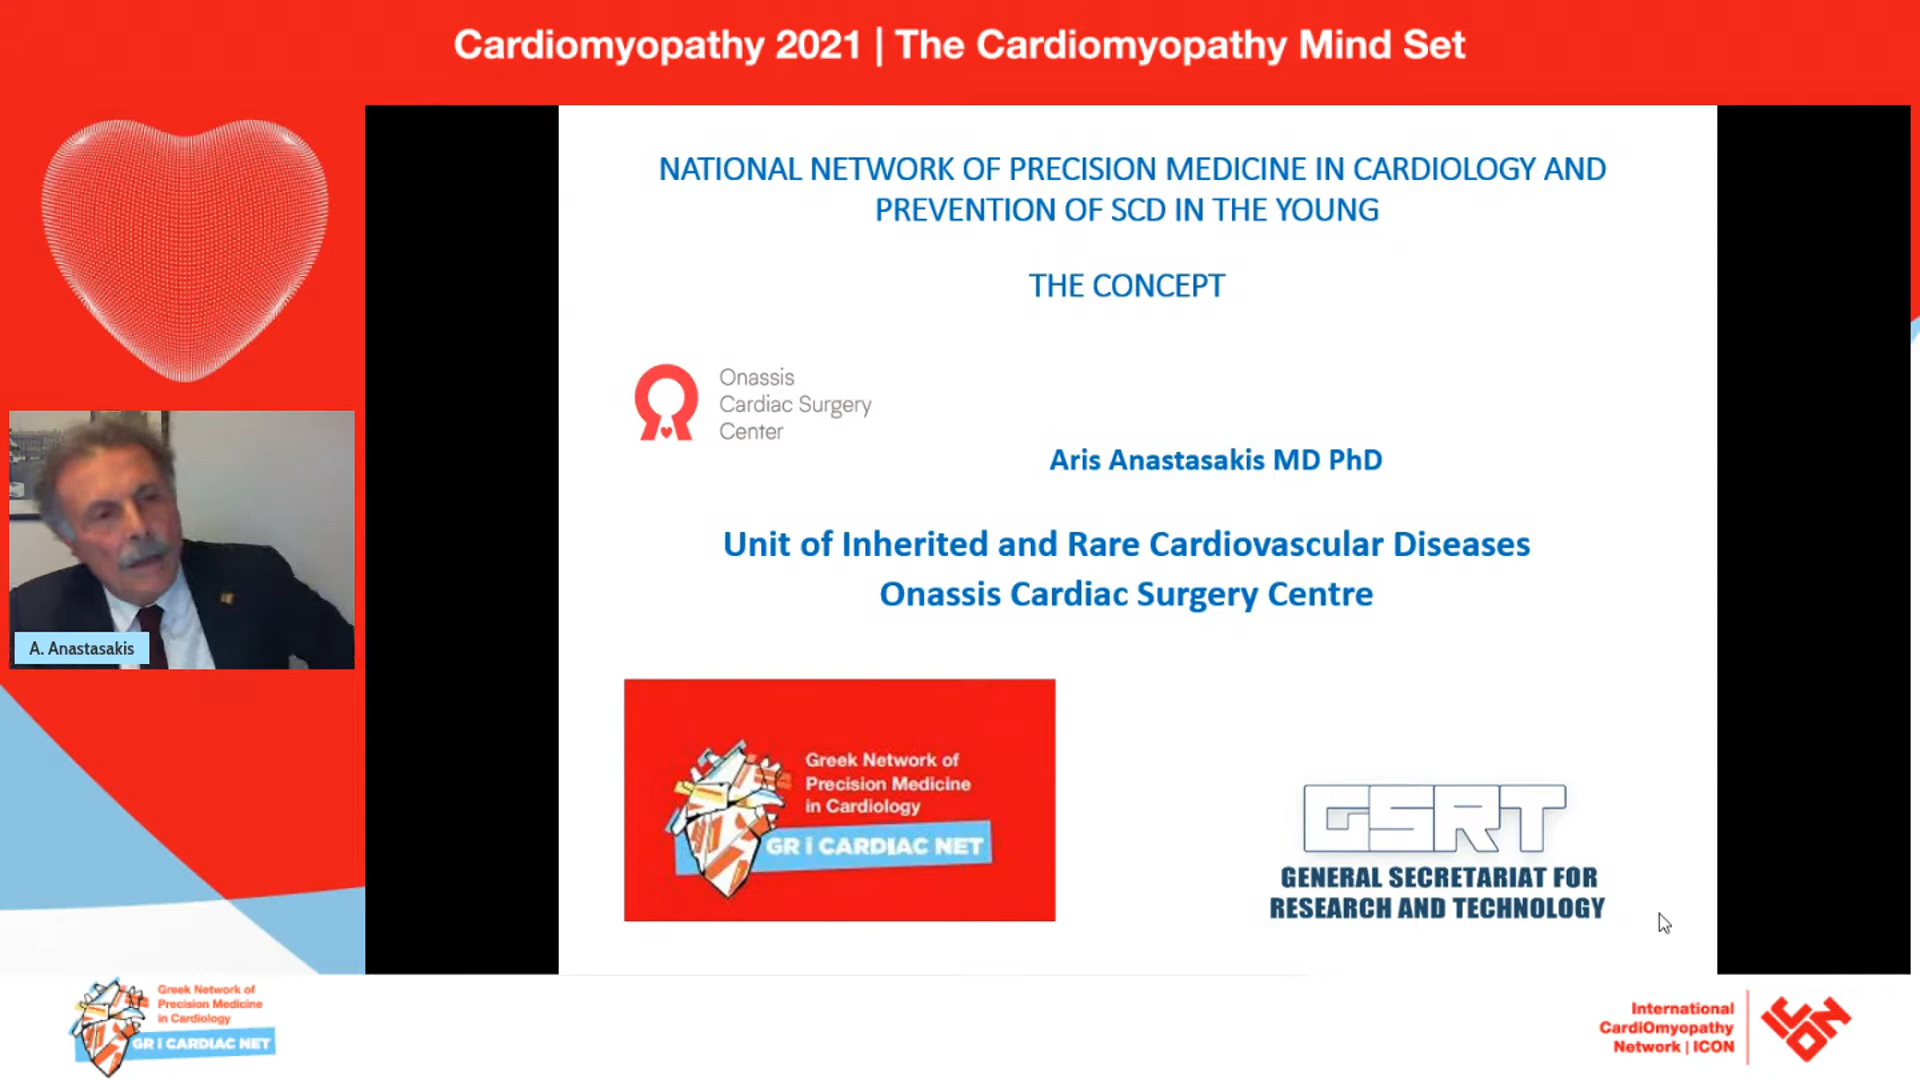 Cardiomyopathy 2021 | The Cardiomyopathy Mind Set
NATIONAL NETWORK OF PRECISION MEDICINE IN CARDIOLOGY AND
PREVENTION OF SCD IN THE YOUNG
THE CONCEPT
Onassis
Cardiac Surgery
Center
Aris Anastasakis MD PhD
Unit of Inherited and Rare Cardiovascular Diseases
Onassis Cardiac Surgery Centre
A. Anastasakis
Greek Network of
Precision Medicine
in Cardiology
GR i CARDIAC NET
GSRT
GENERAL SECRETARIAT FOR
RESEARCH AND TECHNOLOGY
Greek Network of
Precision Medicine
in Cardiology
GR i CARDIAC NET
International
CardiOmyopathy
Network | ICON
ICON